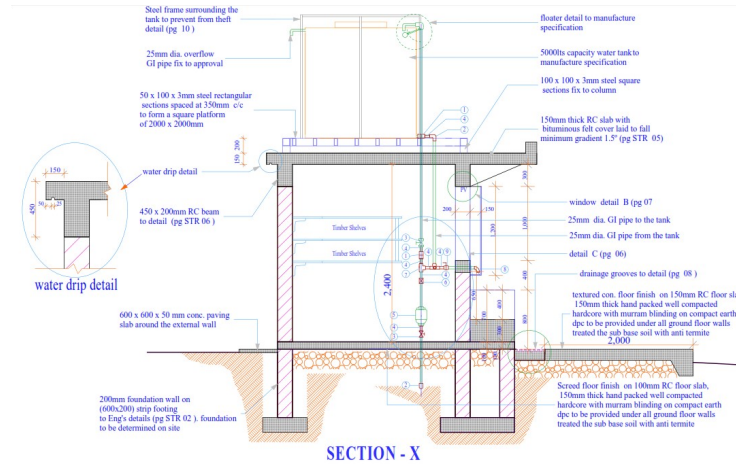 Steel frame surrounding the
tank to prevent from theft
detail (pg 10 )
25mm dia. overflow
GI pipe fix to approval
50 x 100 x 3mm steel rectangular
sections spaced at 350mm c/c
to form a square platform
of 2000 x 2000mm
water drip detail
450 x 200mm RC beam
to detail ( pg STR 06 )
150
450
50
25
water drip detail
600 x 600 x 50 mm conc. paving
slab around the external wall
200mm foundation wall on
(600x200) strip footing
to Eng's details (pg STR 02 ). foundation
to be determined on site
200
150
Timber Shelves
Timber Shelves
2,400
200
150
1,200
300
1,000
400
800
floater detail to manufacture
specification
5000lts capacity water tank to
manufacture specification
100 x 100 x 3mm steel square
sections fix to column
150mm thick RC slab with
bituminous felt cover laid to fall
minimum gradient 1.5° (pg STR 05)
window detail B (pg 07
25mm dia. GI pipe to the tank
25mm dia. GI pipe from the tank
detail C (pg 06)
drainage grooves to detail (pg 08 )
textured con. floor finish on 150mm RC floor sla
150mm thick hand packed well compacted
hardcore with murram blinding on compact earth
dpc to be provided under all ground floor walls
treated the sub base soil with anti termite
2,000
Screed floor finish on 100mm RC floor slab,
150mm thick hand packed well compacted
hardcore with murram blinding on compact earth
dpc to be provided under all ground floor walls
treated the sub base soil with anti termite
SECTION - X